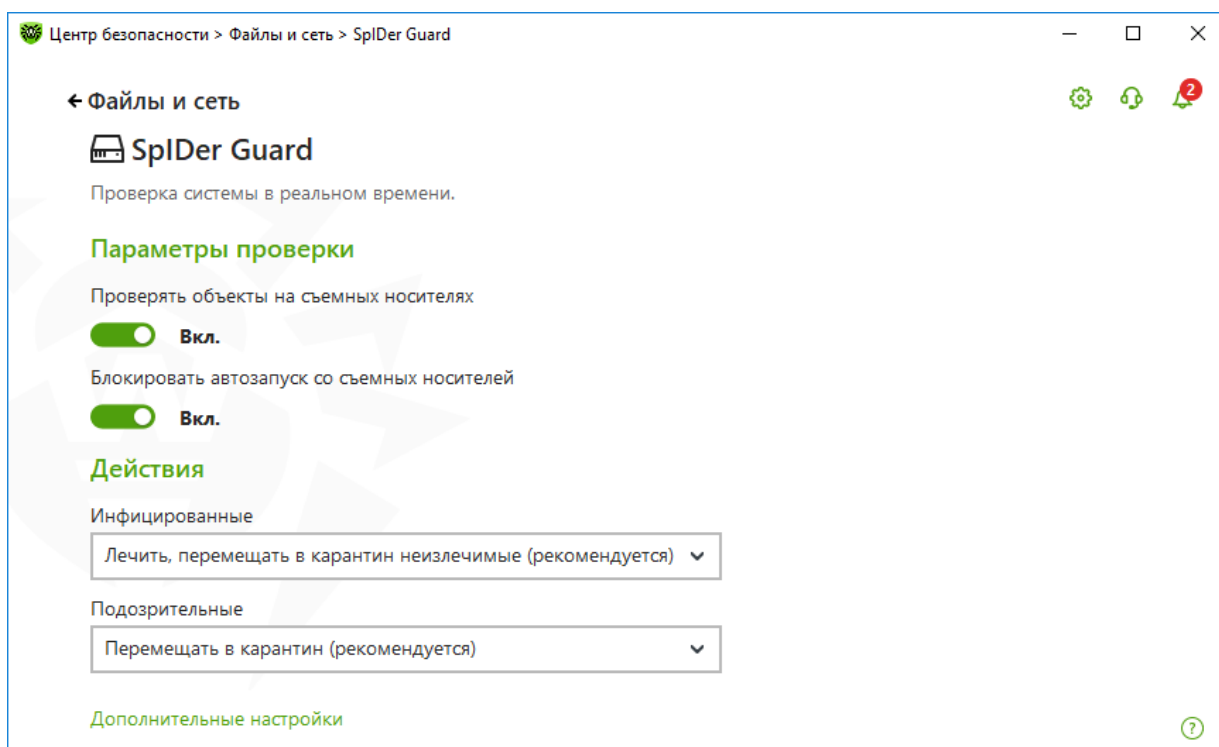 Центр безопасности > Файлы и сеть > SpIDer Guard
Файлы и сеть
2
SpIDer Guard
Проверка системы в реальном времени.
Параметры проверки
Проверять объекты на съемных носителях
Вкл.
Блокировать автозапуск со съемных носителей
Вкл.
Действия
Инфицированные
Лечить, перемещать в карантин неизлечимые (рекомендуется)
Подозрительные
Перемещать в карантин (рекомендуется)
Дополнительные настройки
?